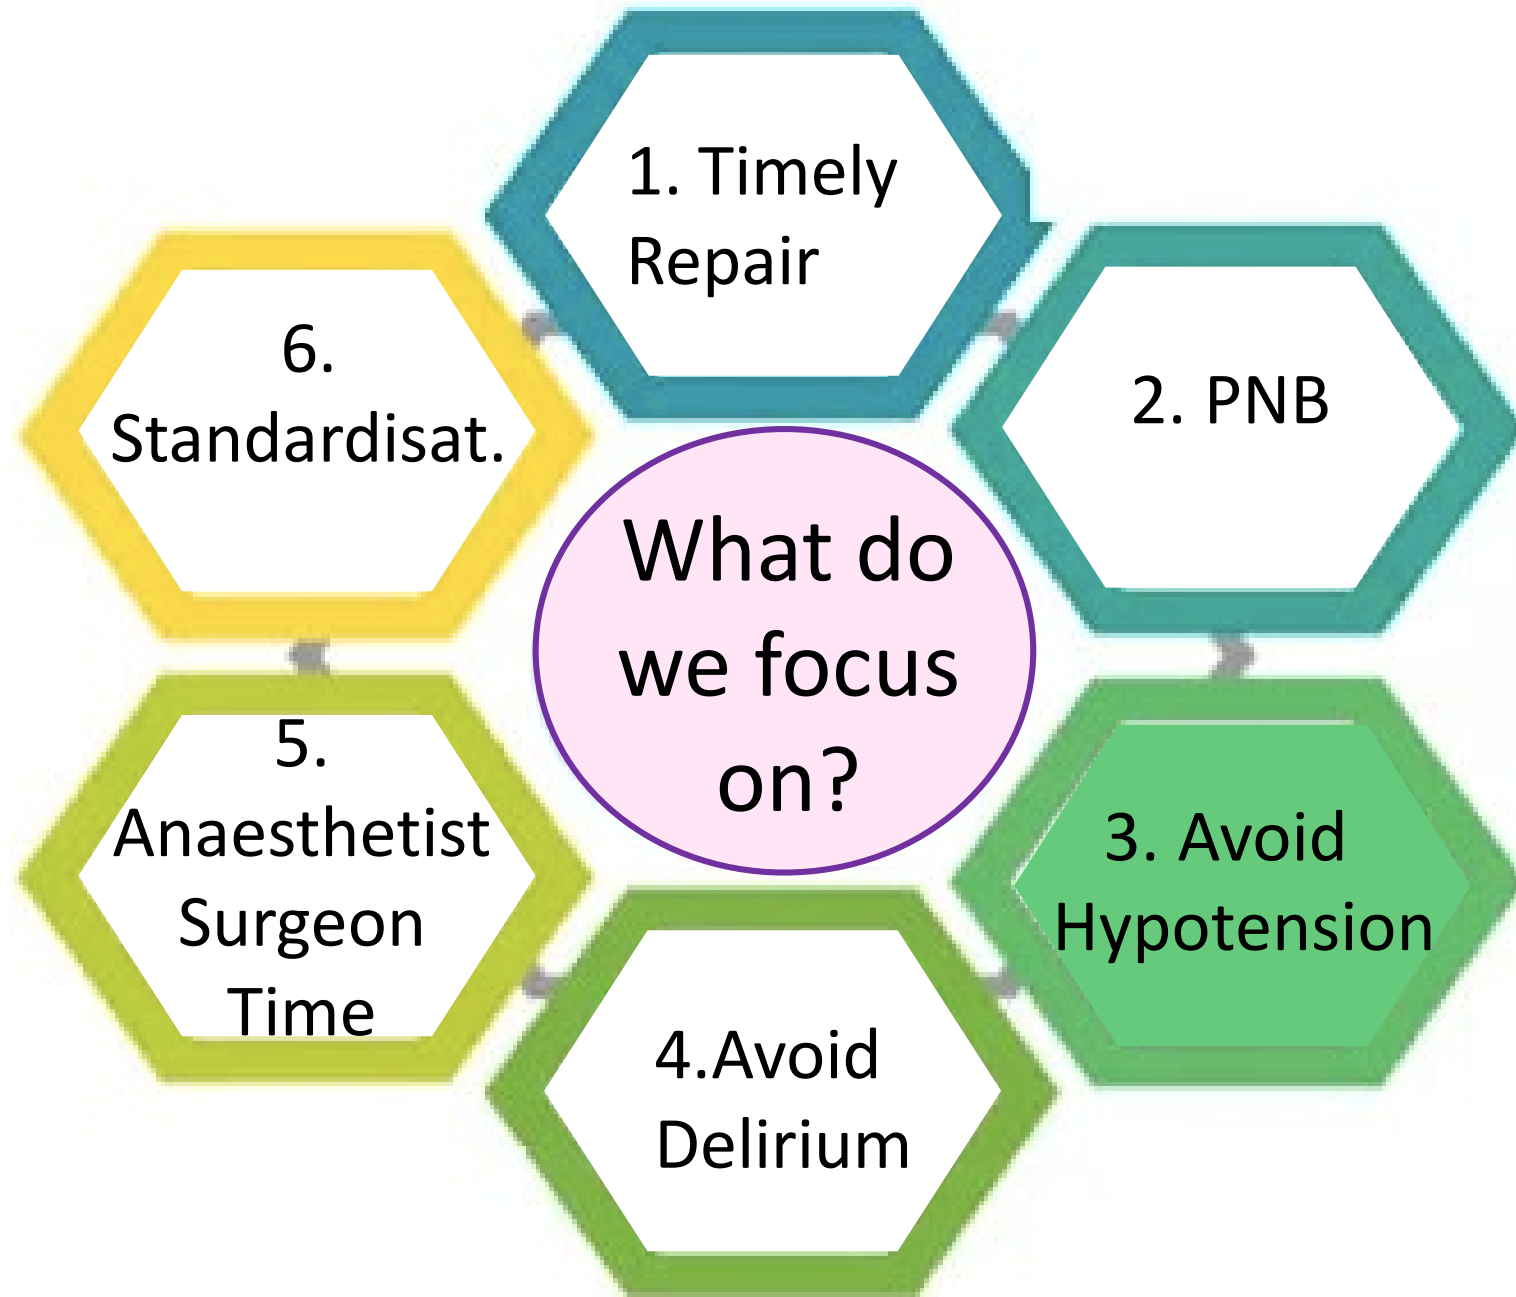 1. Timely
Repair
2. PNB
3. Avoid
Hypotension
4.Avoid
Delirium
5.
Anaesthetist
Surgeon
Time
6.
Standardisat.
What do
we focus
on?